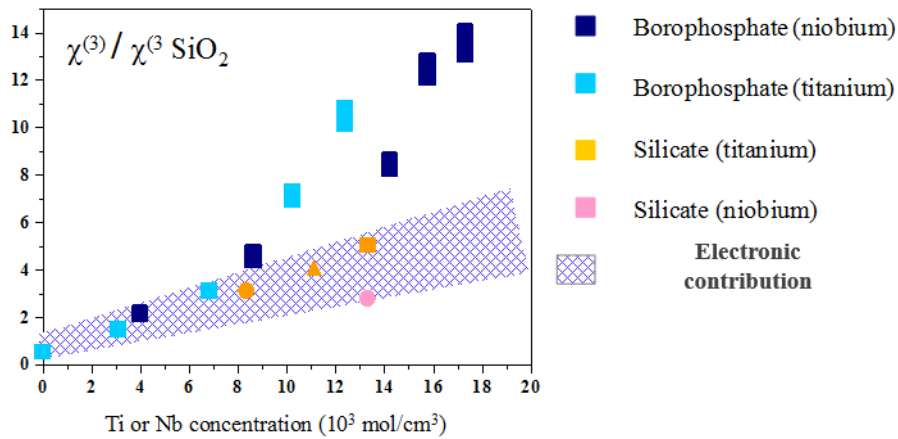 14
12
10
8
6
4
2
0
χ(3) / χ(3 SiO2
0 2 4 6 8 10 12 14 16 18 20
Ti or Nb concentration (10³ mol/cm³)
Borophosphate (niobium)
Borophosphate (titanium)
Silicate (titanium)
Silicate (niobium)
Electronic
contribution